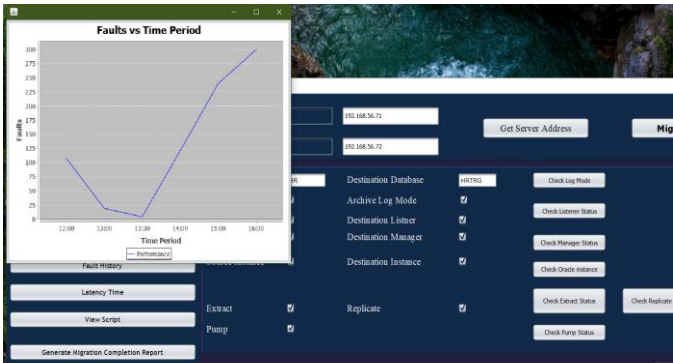 Faults vs Time Period
300
275
250
225
200
175
150
125
100
75
50
25
0
Faults
12:00 13:00 13:30 14:00 15:00 16:30
Time Period
Performance
192.168.56.71
192.168.56.72
Get Server Address
Mig
HR Destination Database HRTRG Check Log Mode
Archive Log Mode
Destination Listner Check Listener Status
Destination Manager Check Manager Status
Destination Instance Check Oracle instance
Fault History
Latency Time
View Script
Generate Migration Completion Report
Extract Replicate Check Extract Status Check Replicate
Pump Check Pump Status